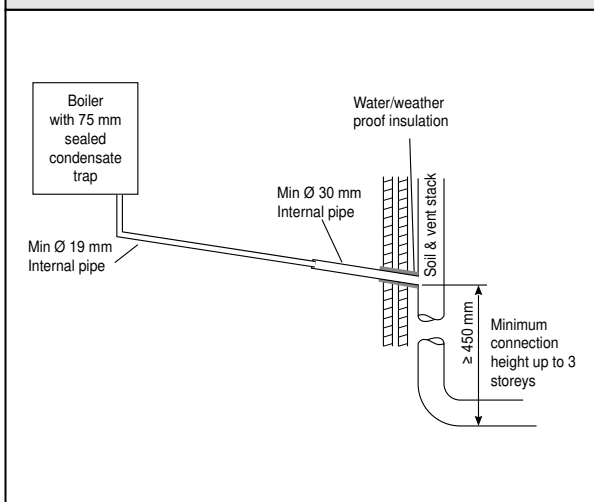 Boiler
with 75 mm
sealed
condensate
trap
Water/weather
proof insulation
Min Ø 30 mm
Internal pipe
Soil & vent stack
Min Ø 19 mm
Internal pipe
≥ 450 mm
Minimum
connection
height up to 3
storeys